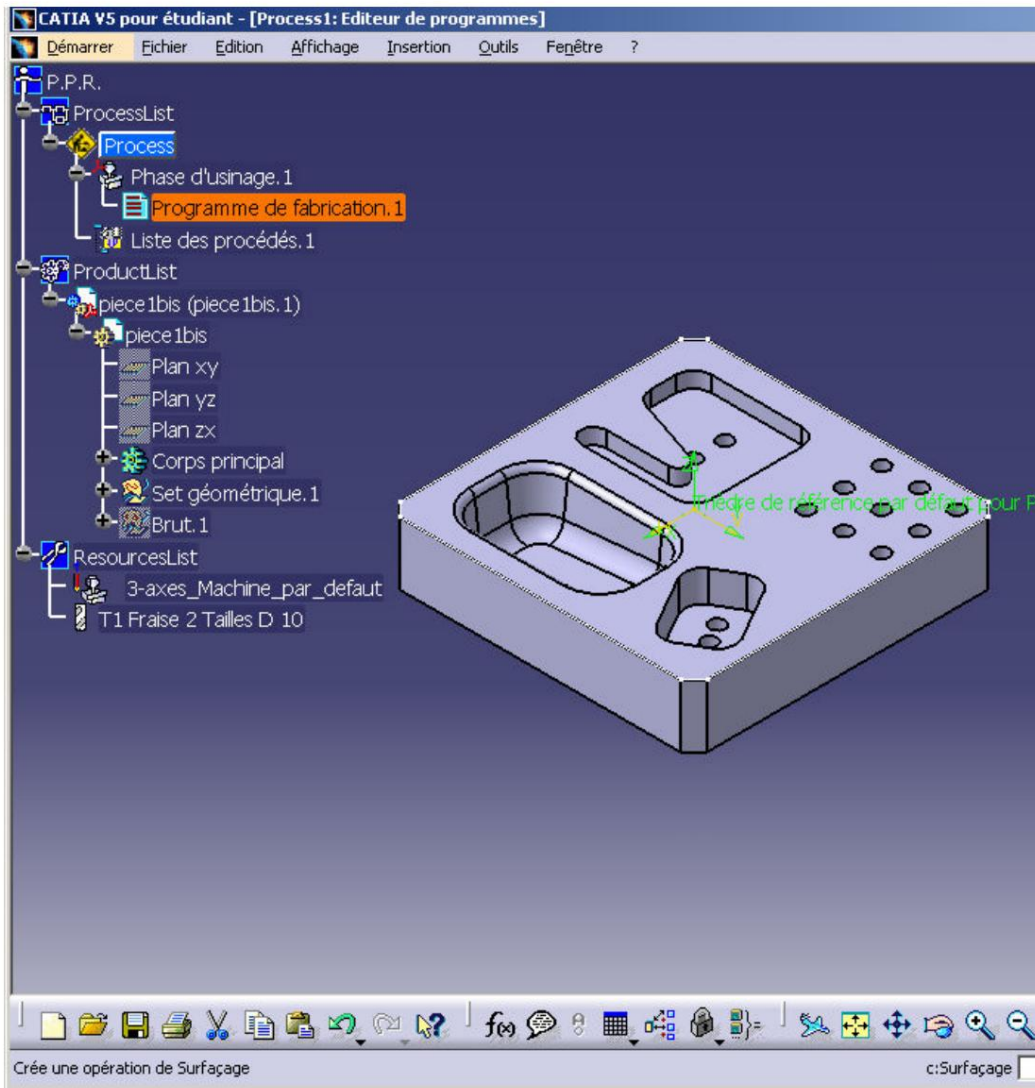 CATIA V5 pour étudiant - [Process1: Editeur de programmes]
Démarrer Fichier Edition Affichage Insertion Outils Fenêtre ?
P.P.R.
ProcessList
Process
Phase d'usinage.1
Programme de fabrication.1
Liste des procédés.1
ProductList
piece1bis (piece1bis.1)
piece1bis
Plan xy
Plan yz
Plan zx
Corps principal
Set géométrique.1
Brut.1
ResourcesList
3-axes_Machine_par_defaut
T1 Fraise 2 Tailles D 10
Trièdre de référence par défaut pour P
f(x)
Crée une opération de Surfaçage c:Surfaçage